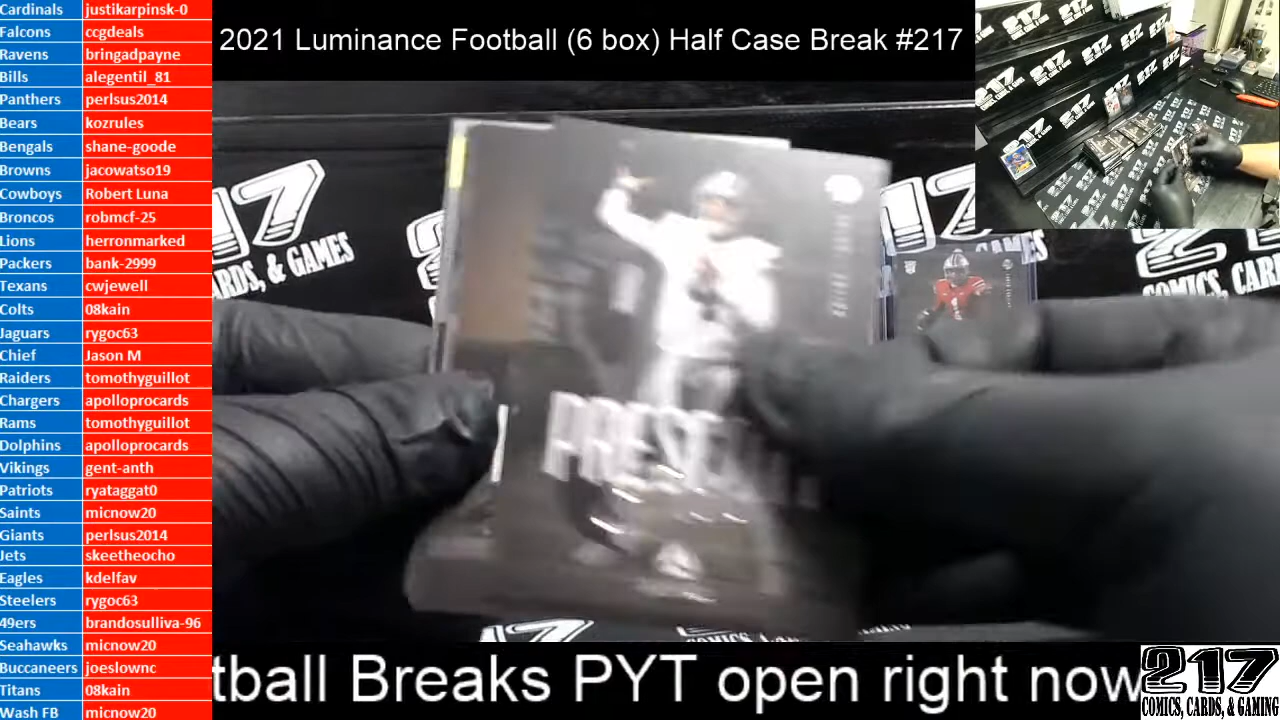 2021 Luminance Football (6 box) Half Case Break #217
Cardinals justikarpinsk-0
Falcons ccgdeals
Ravens bringadpayne
Bills alegentil_81
Panthers perlsus2014
Bears kozrules
Bengals shane-goode
Browns jacowatso19
Cowboys Robert Luna
Broncos robmcf-25
Lions herronmarked
Packers bank-2999
Texans cwjewell
Colts 08kain
Jaguars rygoc63
Chief Jason M
Raiders tomothyguillot
Chargers apolloprocards
Rams tomothyguillot
Dolphins apolloprocards
Vikings gent-anth
Patriots ryataggat0
Saints micnow20
Giants perlsus2014
Jets skeetheocho
Eagles kdelfav
Steelers rygoc63
49ers brandosulliva-96
Seahawks micnow20
Buccaneers joeslownc
Titans 08kain
Wash FB micnow20
& GAMES
GAMES
COMICS, CARD
217
COMICS, CARDS, & GAMING
tball Breaks PYT open right now